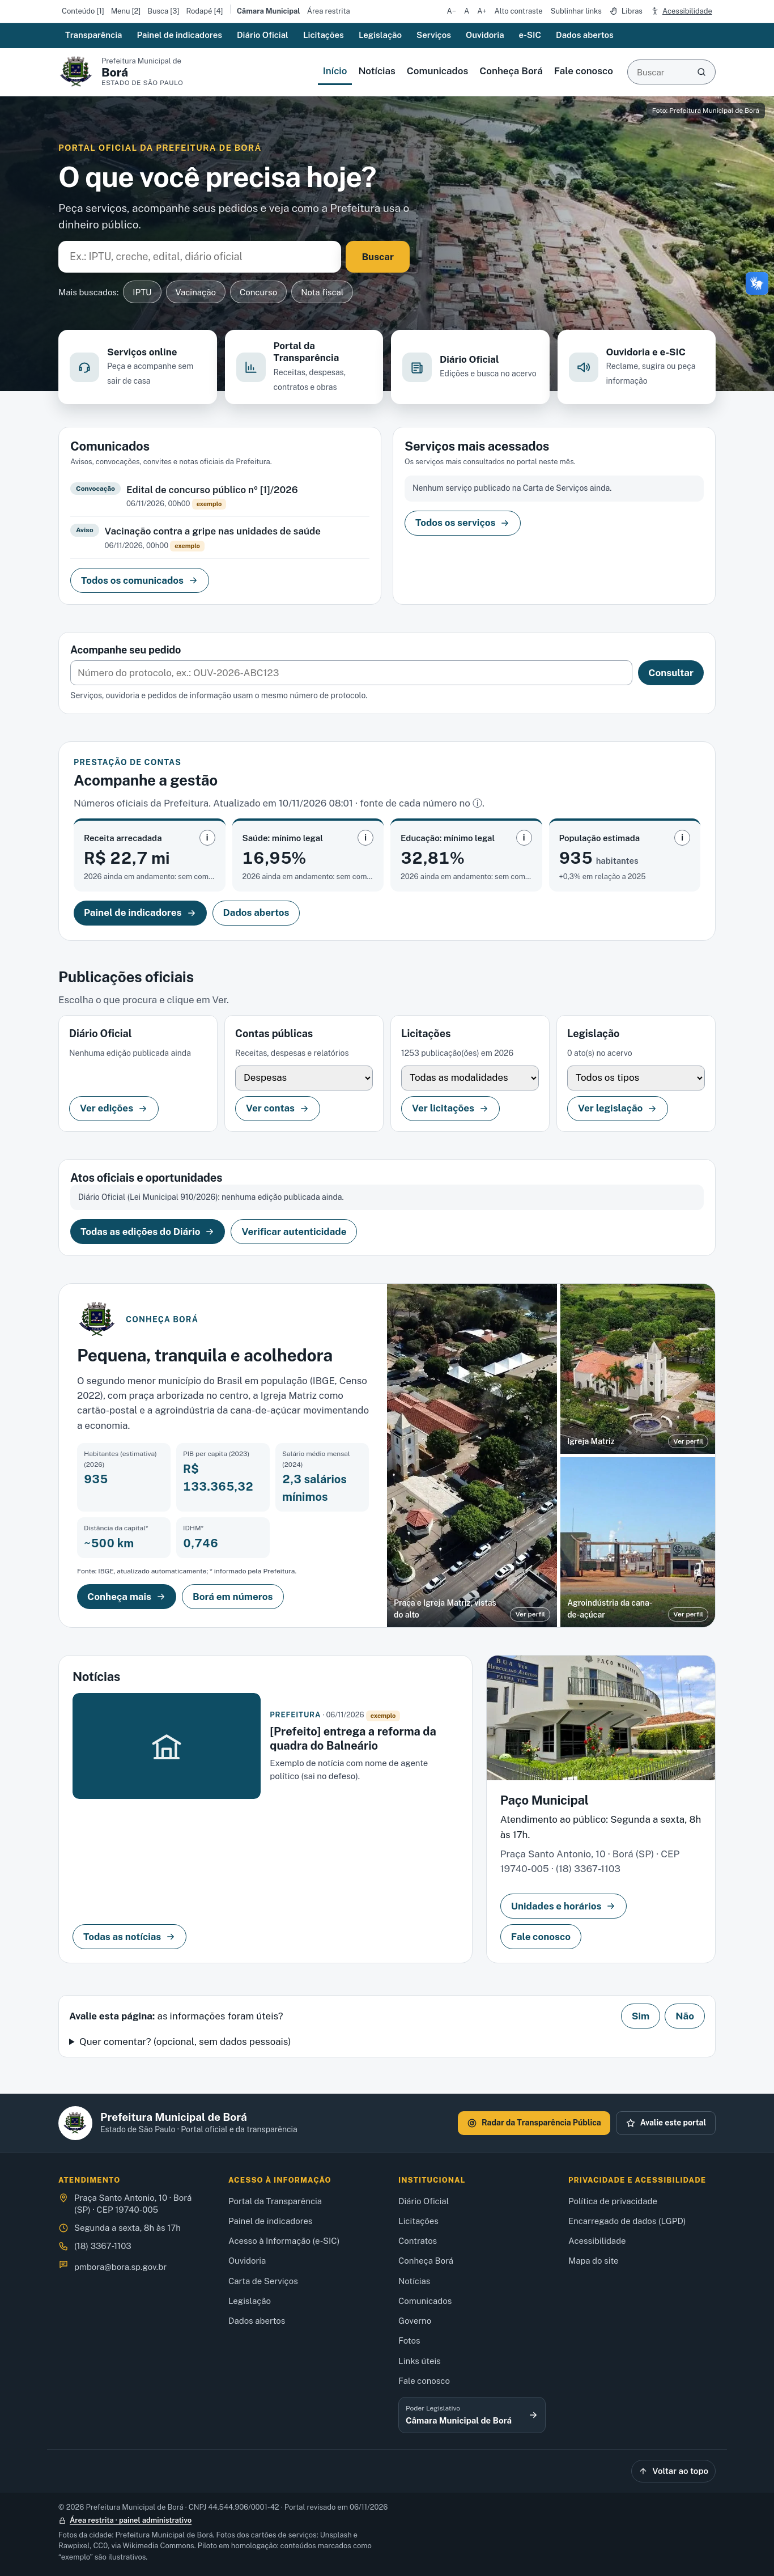 Conteúdo [1] Menu [2] Busca [3] Rodapé [4] Câmara Municipal Área restrita A− A A+ Alto contraste Sublinhar links Libras Acessibilidade
Transparência Painel de indicadores Diário Oficial Licitações Legislação Serviços Ouvidoria e-SIC Dados abertos
Prefeitura Municipal de
Borá
ESTADO DE SÃO PAULO
Início Notícias Comunicados Conheça Borá Fale conosco Buscar
Foto: Prefeitura Municipal de Borá
PORTAL OFICIAL DA PREFEITURA DE BORÁ
O que você precisa hoje?
Peça serviços, acompanhe seus pedidos e veja como a Prefeitura usa o
dinheiro público.
Ex.: IPTU, creche, edital, diário oficial Buscar
Mais buscados: IPTU Vacinação Concurso Nota fiscal
Serviços online
Peça e acompanhe sem
sair de casa
Portal da
Transparência
Receitas, despesas,
contratos e obras
Diário Oficial
Edições e busca no acervo
Ouvidoria e e-SIC
Reclame, sugira ou peça
informação
Comunicados
Avisos, convocações, convites e notas oficiais da Prefeitura.
Convocação Edital de concurso público nº [1]/2026
06/11/2026, 00h00 exemplo
Aviso Vacinação contra a gripe nas unidades de saúde
06/11/2026, 00h00 exemplo
Todos os comunicados →
Serviços mais acessados
Os serviços mais consultados no portal neste mês.
Nenhum serviço publicado na Carta de Serviços ainda.
Todos os serviços →
Acompanhe seu pedido
Número do protocolo, ex.: OUV-2026-ABC123 Consultar
Serviços, ouvidoria e pedidos de informação usam o mesmo número de protocolo.
PRESTAÇÃO DE CONTAS
Acompanhe a gestão
Números oficiais da Prefeitura. Atualizado em 10/11/2026 08:01 · fonte de cada número no ⓘ.
Receita arrecadada i
R$ 22,7 mi
2026 ainda em andamento: sem com...
Saúde: mínimo legal i
16,95%
2026 ainda em andamento: sem com...
Educação: mínimo legal i
32,81%
2026 ainda em andamento: sem com...
População estimada i
935 habitantes
+0,3% em relação a 2025
Painel de indicadores → Dados abertos
Publicações oficiais
Escolha o que procura e clique em Ver.
Diário Oficial
Nenhuma edição publicada ainda
Ver edições →
Contas públicas
Receitas, despesas e relatórios
Despesas
Ver contas →
Licitações
1253 publicação(ões) em 2026
Todas as modalidades
Ver licitações →
Legislação
0 ato(s) no acervo
Todos os tipos
Ver legislação →
Atos oficiais e oportunidades
Diário Oficial (Lei Municipal 910/2026): nenhuma edição publicada ainda.
Todas as edições do Diário → Verificar autenticidade
CONHEÇA BORÁ
Pequena, tranquila e acolhedora
O segundo menor município do Brasil em população (IBGE, Censo
2022), com praça arborizada no centro, a Igreja Matriz como
cartão-postal e a agroindústria da cana-de-açúcar movimentando
a economia.
Habitantes (estimativa)
(2026)
935
PIB per capita (2023)
R$
133.365,32
Salário médio mensal
(2024)
2,3 salários
mínimos
Distância da capital*
~500 km
IDHM*
0,746
Fonte: IBGE, atualizado automaticamente; * informado pela Prefeitura.
Conheça mais → Borá em números
Praça e Igreja Matriz, vistas
do alto
Ver perfil
Igreja Matriz Ver perfil
Agroindústria da cana-
de-açúcar
Ver perfil
Notícias
PREFEITURA · 06/11/2026 exemplo
[Prefeito] entrega a reforma da
quadra do Balneário
Exemplo de notícia com nome de agente
político (sai no defeso).
Todas as notícias →
PAÇO MUNICIPAL
RUA
Paço Municipal
Atendimento ao público: Segunda a sexta, 8h
às 17h.
Praça Santo Antonio, 10 · Borá (SP) · CEP
19740-005 · (18) 3367-1103
Unidades e horários →
Fale conosco
Avalie esta página: as informações foram úteis? Sim Não
Quer comentar? (opcional, sem dados pessoais)
Prefeitura Municipal de Borá
Estado de São Paulo · Portal oficial e da transparência
Radar da Transparência Pública Avalie este portal
ATENDIMENTO
Praça Santo Antonio, 10 · Borá
(SP) · CEP 19740-005
Segunda a sexta, 8h às 17h
(18) 3367-1103
pmbora@bora.sp.gov.br
ACESSO À INFORMAÇÃO
Portal da Transparência
Painel de indicadores
Acesso à Informação (e-SIC)
Ouvidoria
Carta de Serviços
Legislação
Dados abertos
INSTITUCIONAL
Diário Oficial
Licitações
Contratos
Conheça Borá
Notícias
Comunicados
Governo
Fotos
Links úteis
Fale conosco
Poder Legislativo
Câmara Municipal de Borá →
PRIVACIDADE E ACESSIBILIDADE
Política de privacidade
Encarregado de dados (LGPD)
Acessibilidade
Mapa do site
↑ Voltar ao topo
© 2026 Prefeitura Municipal de Borá · CNPJ 44.544.906/0001-42 · Portal revisado em 06/11/2026
Área restrita · painel administrativo
Fotos da cidade: Prefeitura Municipal de Borá. Fotos dos cartões de serviços: Unsplash e
Rawpixel, CC0, via Wikimedia Commons. Piloto em homologação: conteúdos marcados como
"exemplo" são ilustrativos.